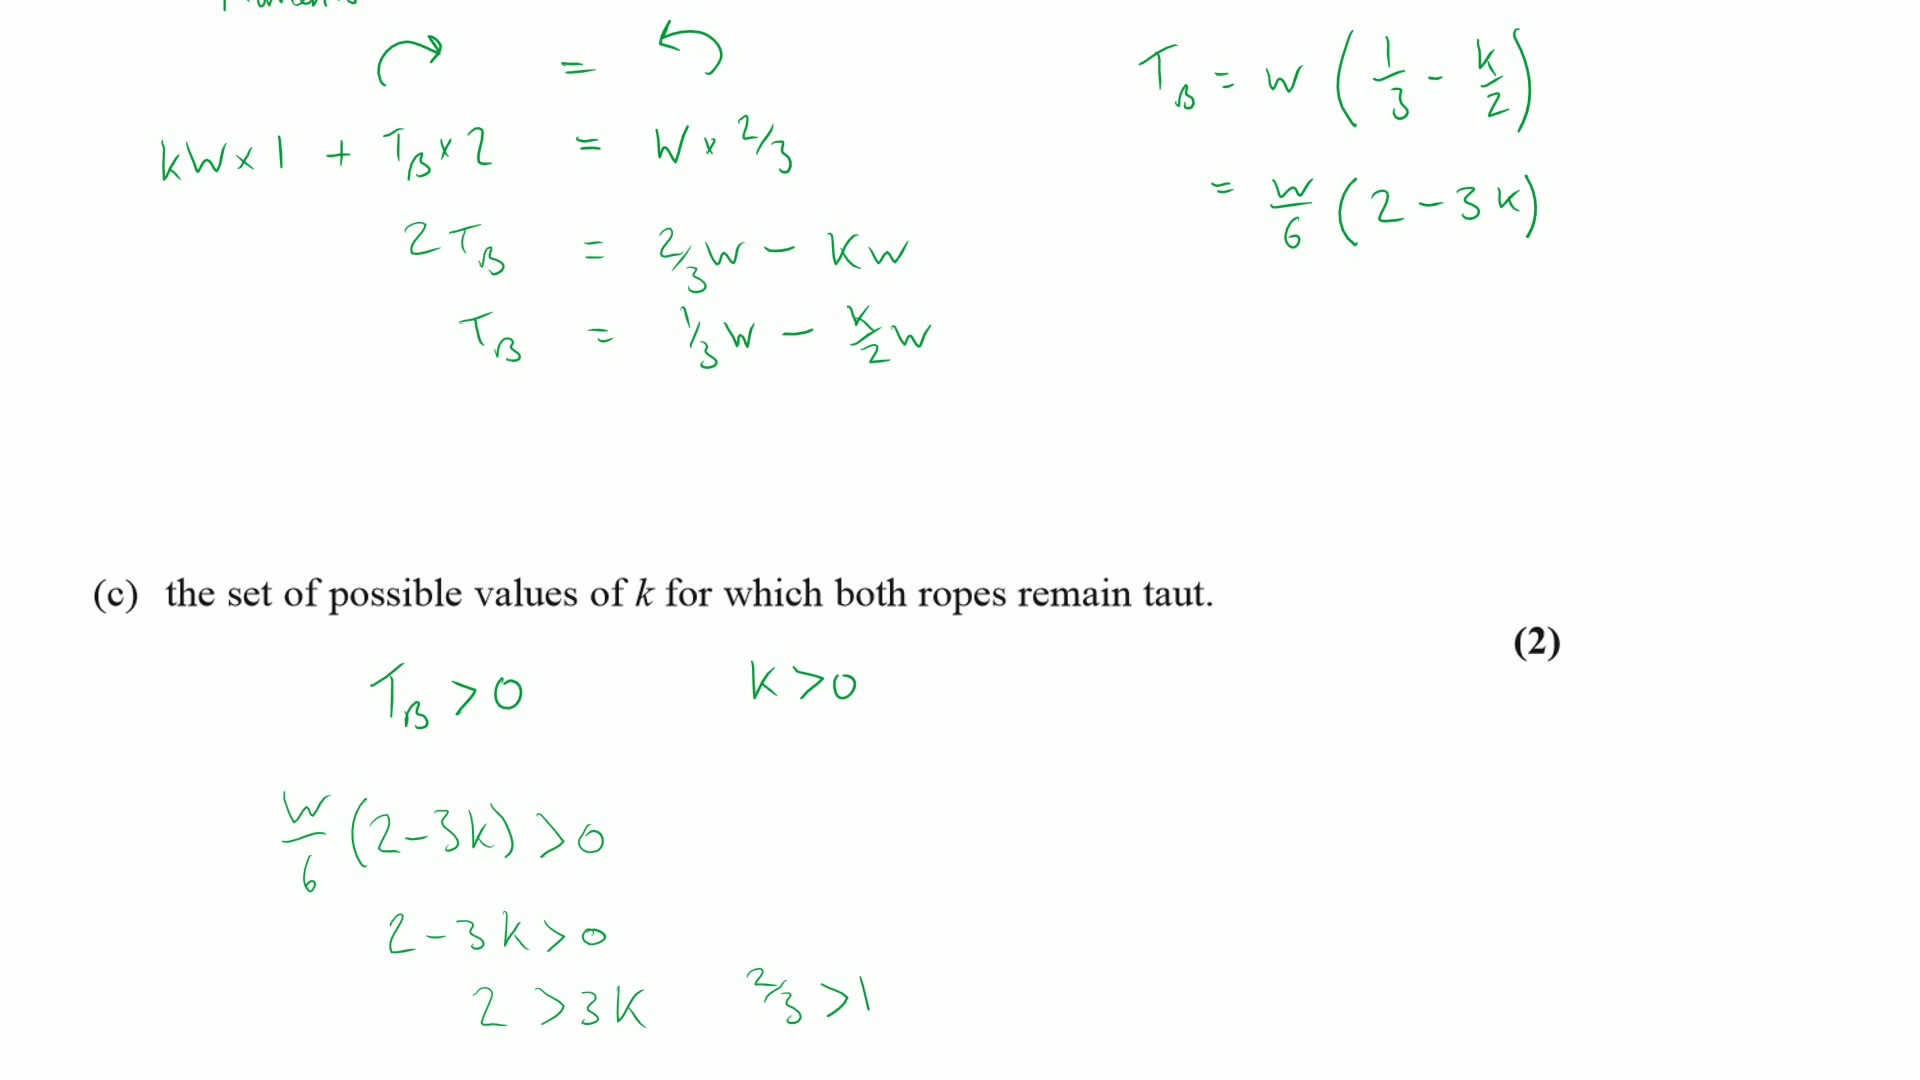 =
kW × 1 + T_B × 2 = W × 2/3
2T_B = 2/3 W − kW
T_B = 1/3 W − k/2 W
T_B = W (1/3 − k/2)
= W/6 (2 − 3k)
(c) the set of possible values of k for which both ropes remain taut.
(2)
T_B > 0 k > 0
W/6 (2 − 3k) > 0
2 − 3k > 0
2 > 3k 2/3 > 1